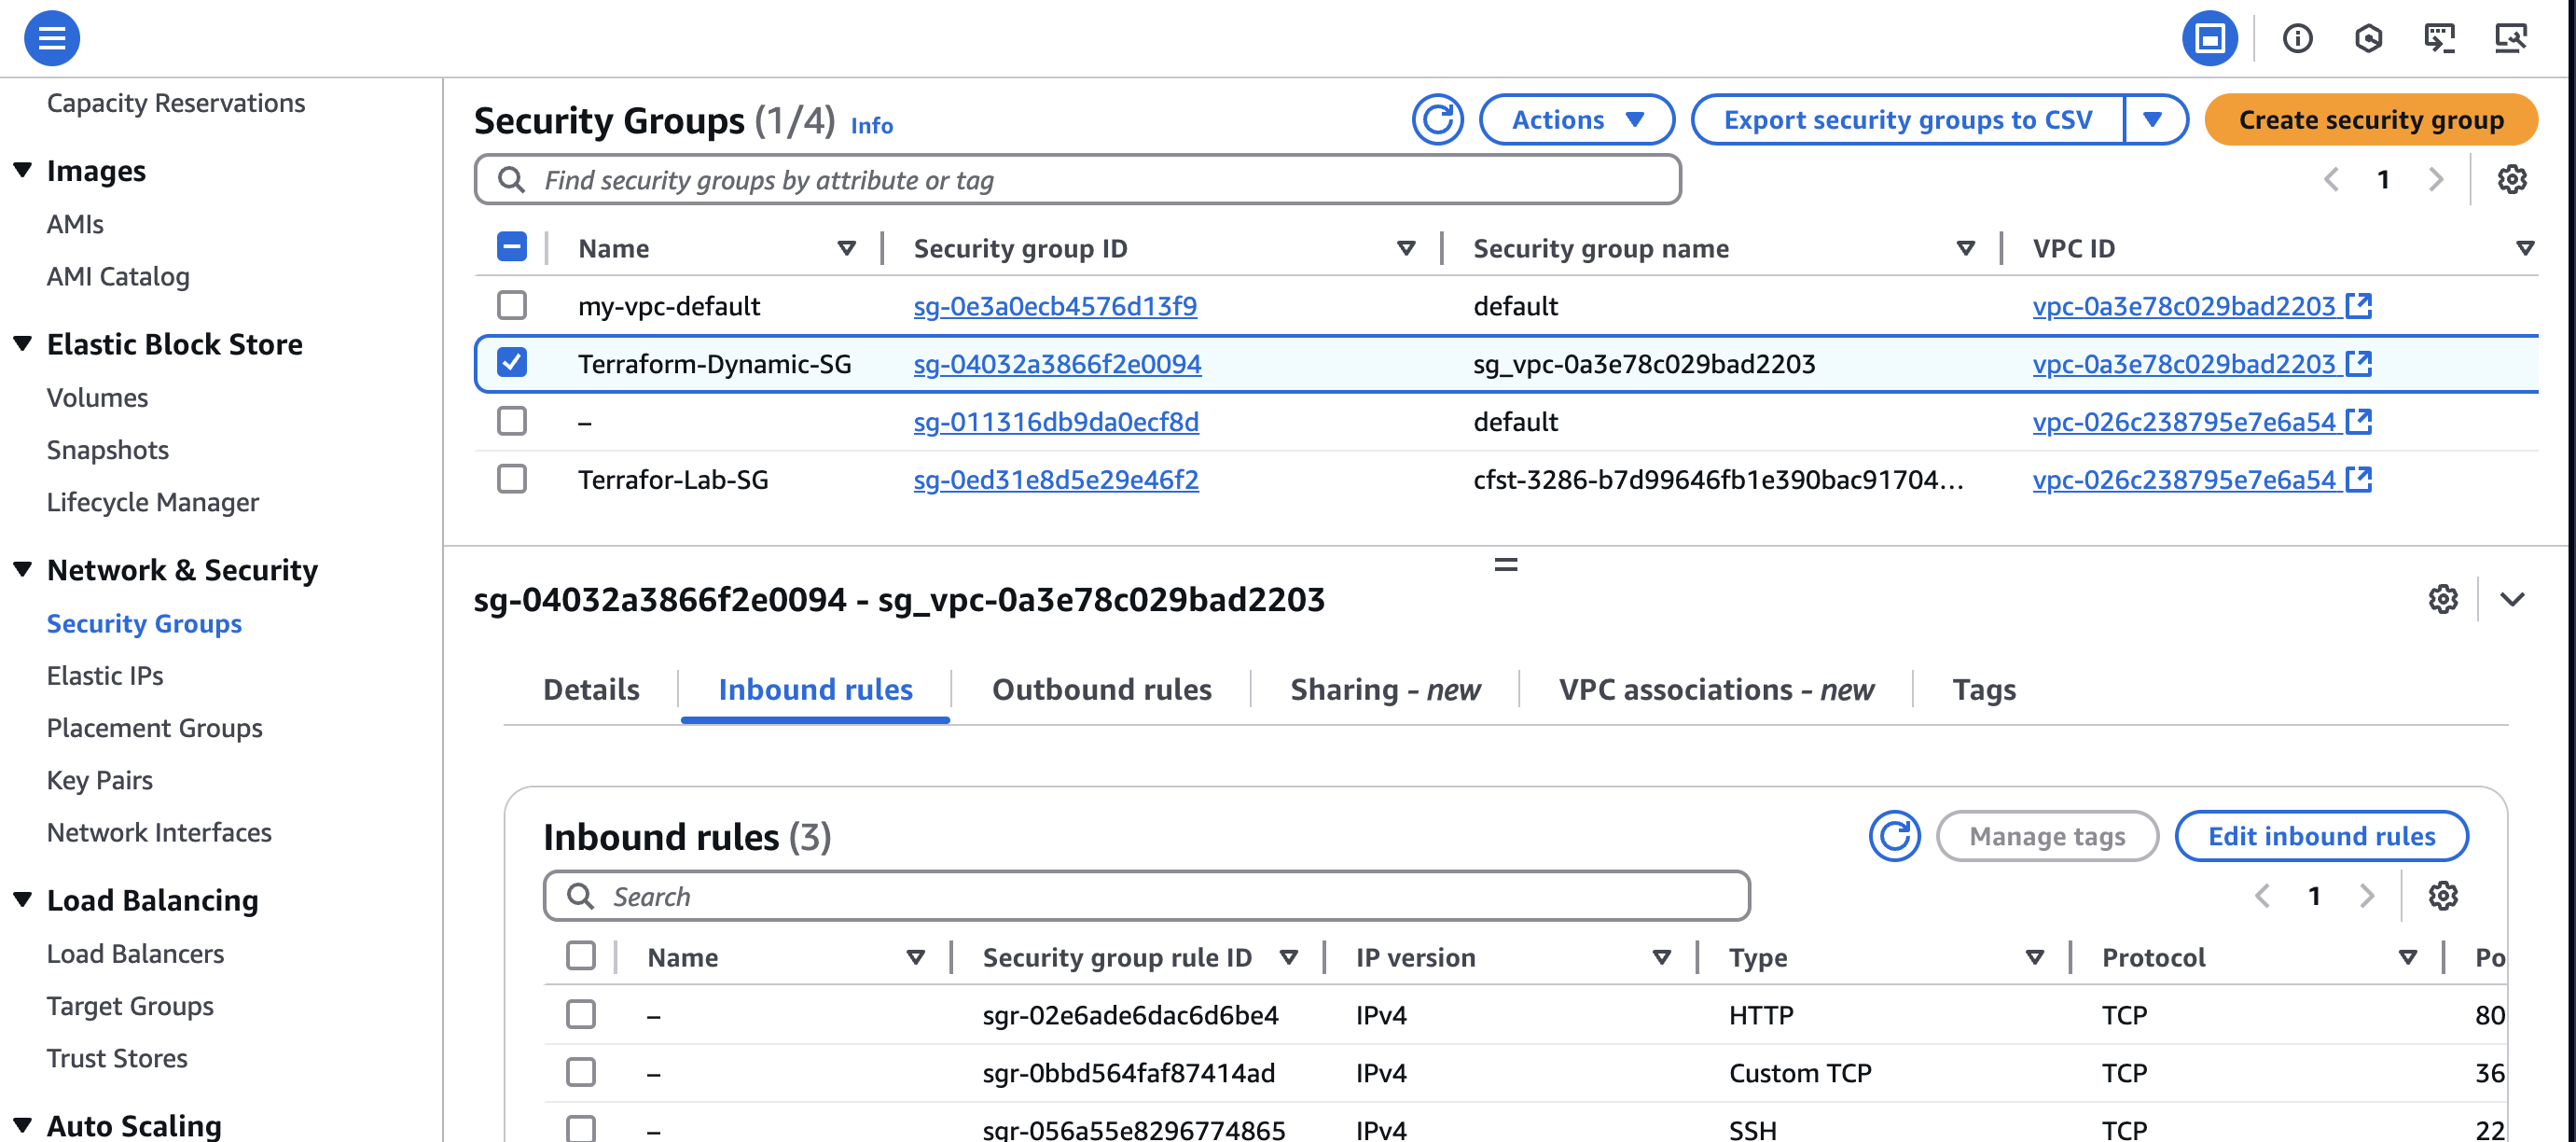 Capacity Reservations
Images
AMIs
AMI Catalog
Elastic Block Store
Volumes
Snapshots
Lifecycle Manager
Network & Security
Security Groups
Elastic IPs
Placement Groups
Key Pairs
Network Interfaces
Load Balancing
Load Balancers
Target Groups
Trust Stores
Auto Scaling
Security Groups (1/4) Info
Actions
Export security groups to CSV
Create security group
Find security groups by attribute or tag
1
Name Security group ID Security group name VPC ID
my-vpc-default sg-0e3a0ecb4576d13f9 default vpc-0a3e78c029bad2203
Terraform-Dynamic-SG sg-04032a3866f2e0094 sg_vpc-0a3e78c029bad2203 vpc-0a3e78c029bad2203
– sg-011316db9da0ecf8d default vpc-026c238795e7e6a54
Terrafor-Lab-SG sg-0ed31e8d5e29e46f2 cfst-3286-b7d99646fb1e390bac91704... vpc-026c238795e7e6a54
sg-04032a3866f2e0094 - sg_vpc-0a3e78c029bad2203
Details Inbound rules Outbound rules Sharing - new VPC associations - new Tags
Inbound rules (3)
Manage tags
Edit inbound rules
Search
1
Name Security group rule ID IP version Type Protocol Po
– sgr-02e6ade6dac6d6be4 IPv4 HTTP TCP 80
– sgr-0bbd564faf87414ad IPv4 Custom TCP TCP 36
– sgr-056a55e8296774865 IPv4 SSH TCP 22